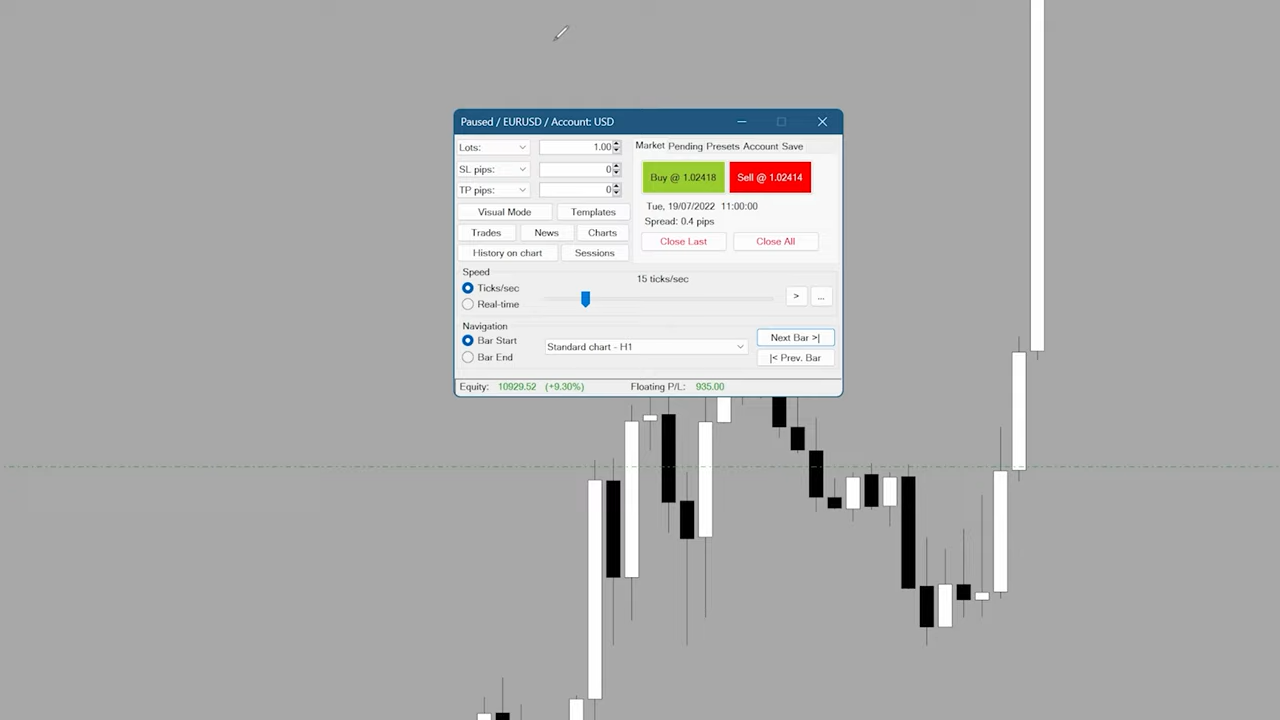 Paused / EURUSD / Account: USD
Lots: 1.00
SL pips: 0
TP pips: 0
Visual Mode Templates
Trades News Charts
History on chart Sessions
Market Pending Presets Account Save
Buy @ 1.02418 Sell @ 1.02414
Tue, 19/07/2022 11:00:00
Spread: 0.4 pips
Close Last Close All
Speed
15 ticks/sec
Ticks/sec
Real-time
> ...
Navigation
Bar Start
Bar End
Standard chart - H1
Next Bar >|
|< Prev. Bar
Equity: 10929.52 (+9.30%) Floating P/L: 935.00